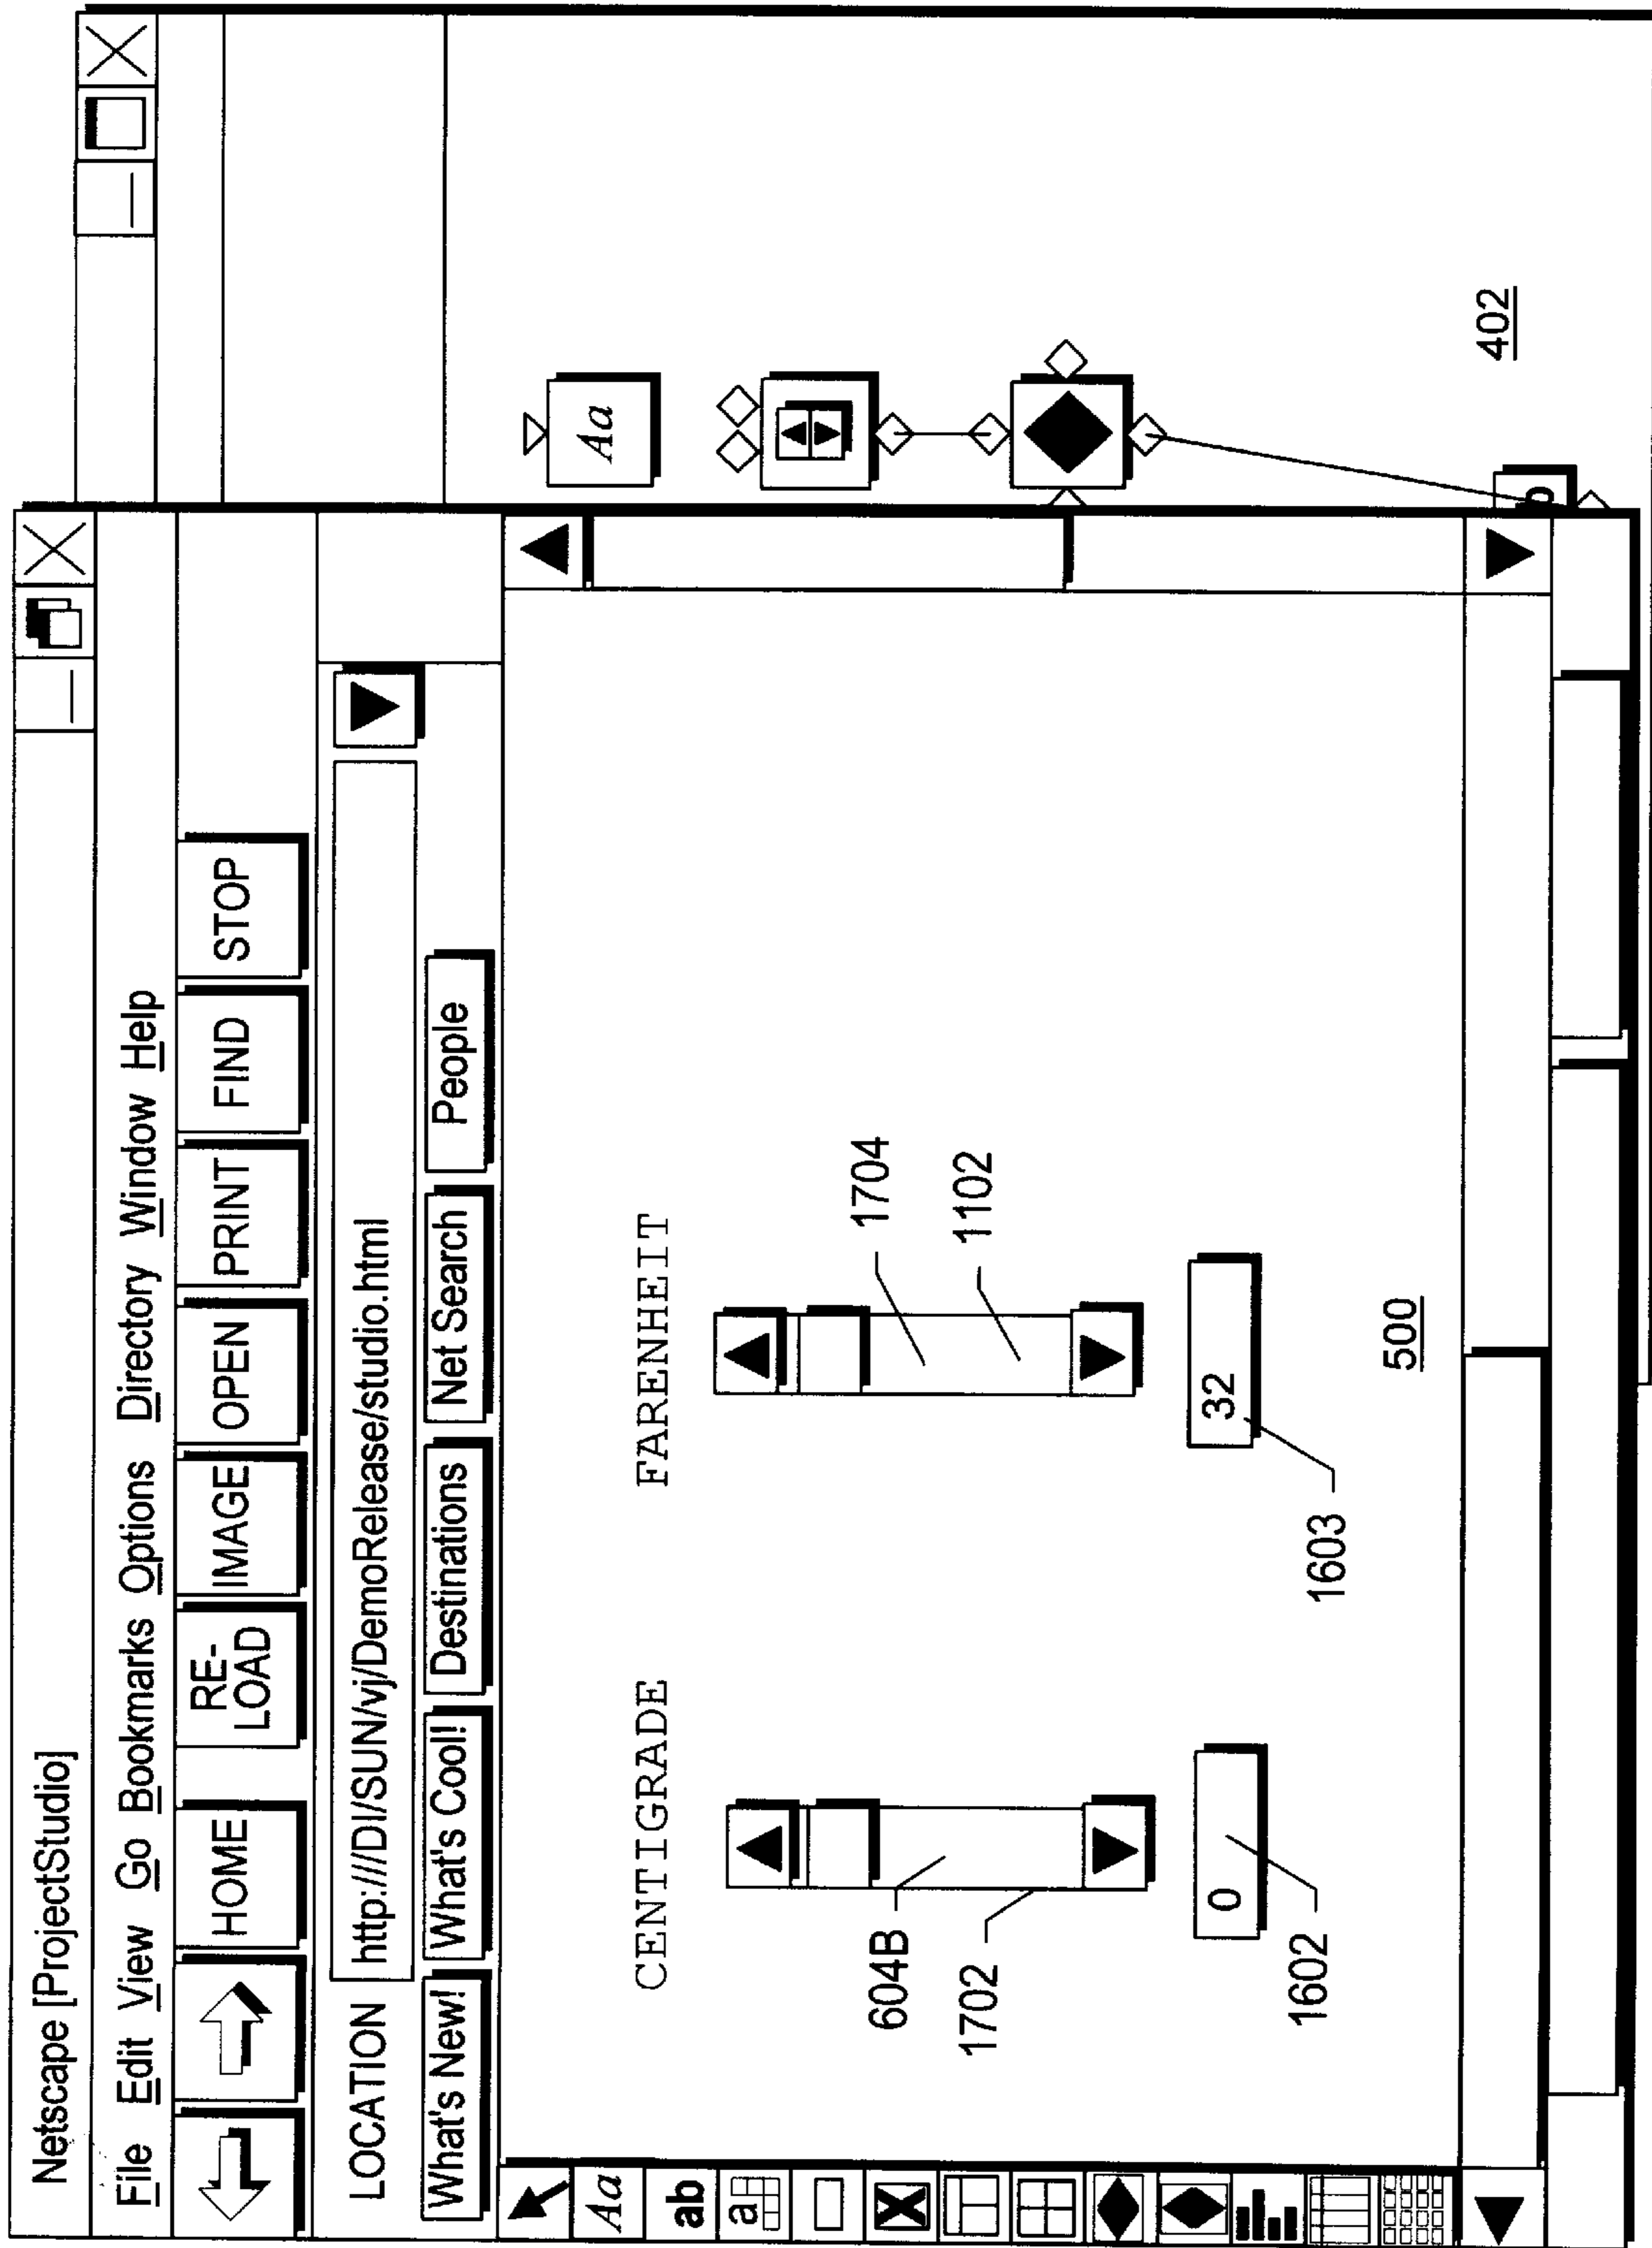 Netscape [ProjectStudio]
File Edit View Go Bookmarks Options Directory Window Help
HOME RE-LOAD IMAGE OPEN PRINT FIND STOP
LOCATION http:///DI/SUN/vj/DemoRelease/studio.html
What's New! What's Cool! Destinations Net Search People
Aa
ab
a
CENTIGRADE FARENHEIT
604B
1702
1704
1102
0
32
1602
1603
500
Aa
402